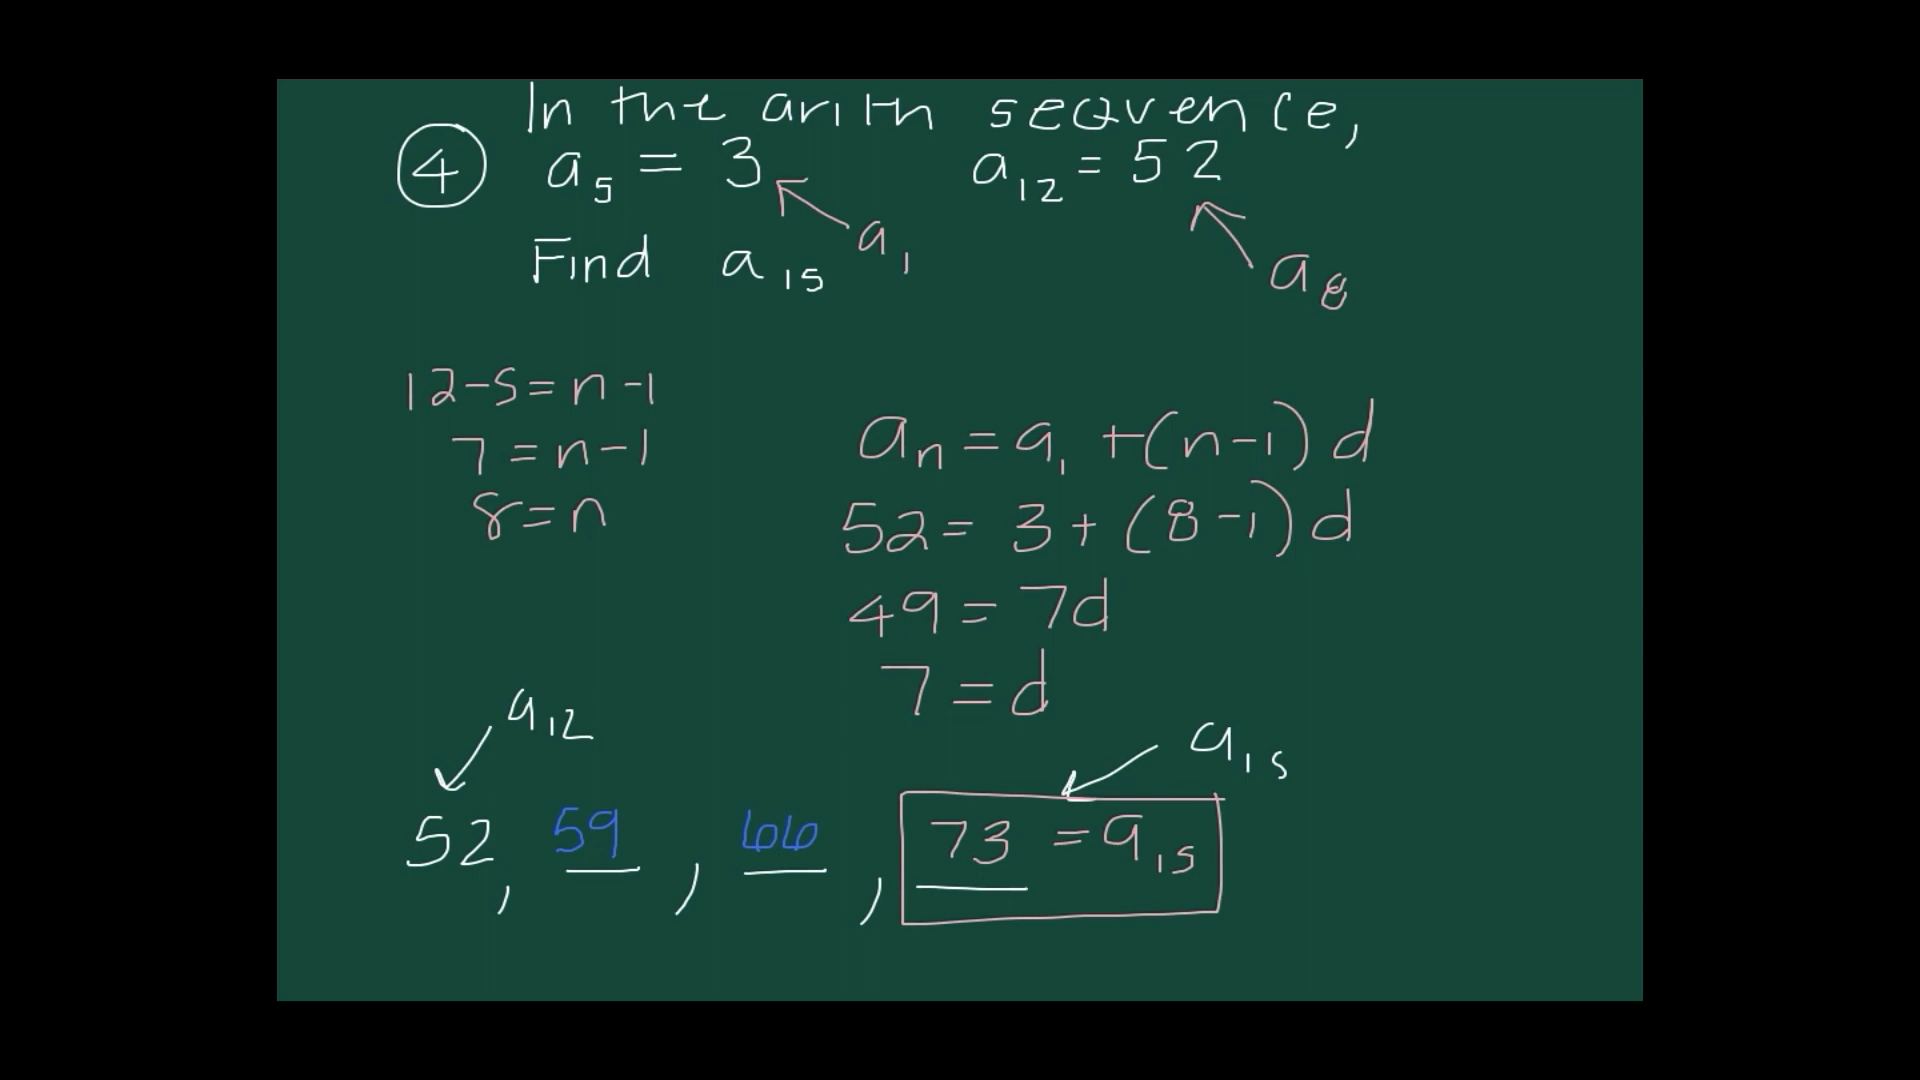 In the arith sequence,
④ a₅ = 3 a₁₂ = 52
a₁
Find a₁₅
a₈
12-5=n-1
7=n-1
8=n
aₙ=a₁+(n-1)d
52=3+(8-1)d
49=7d
7=d
a₁₂
a₁₅
52, 59, 66, 73 =a₁₅